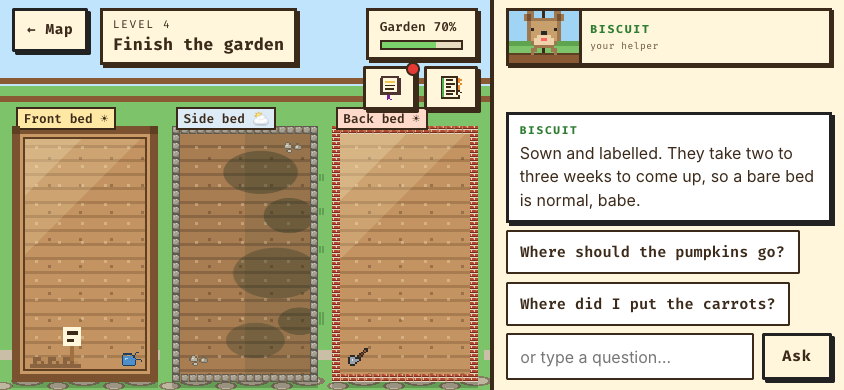 ← Map
LEVEL 4
Finish the garden
Garden 70%
Front bed ☀
Side bed ⛅
Back bed ☀
BISCUIT
your helper
BISCUIT
Sown and labelled. They take two to
three weeks to come up, so a bare bed
is normal, babe.
Where should the pumpkins go?
Where did I put the carrots?
or type a question...
Ask